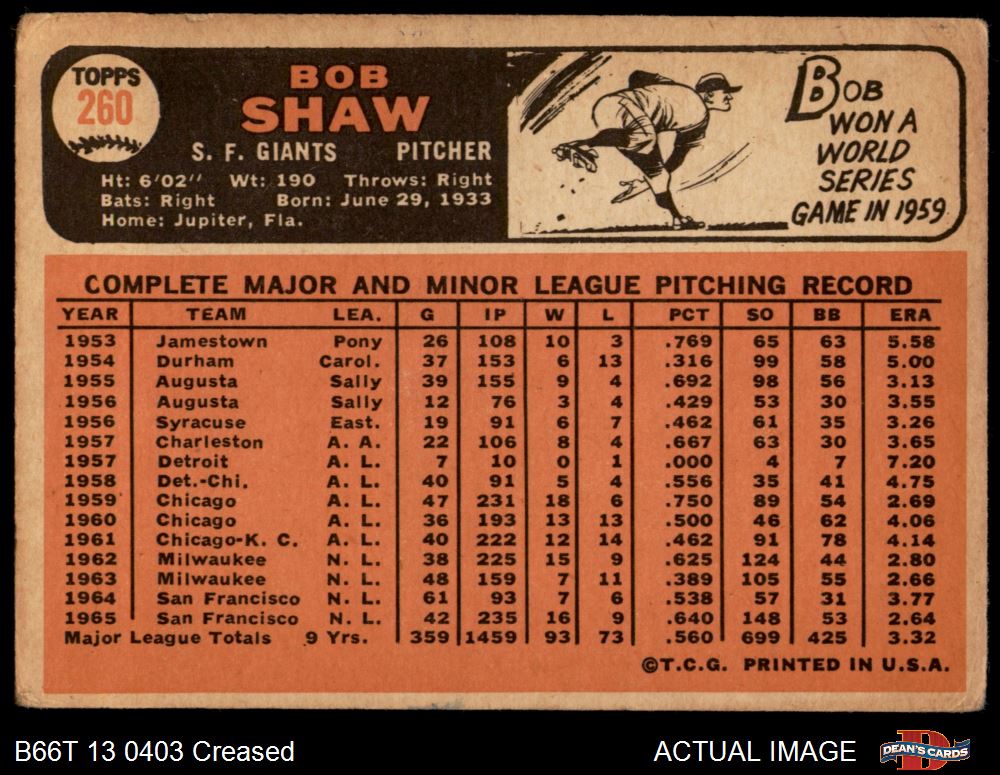 TOPPS
260
BOB
SHAW
S. F. GIANTS PITCHER
Ht: 6'02" Wt: 190 Throws: Right
Bats: Right Born: June 29, 1933
Home: Jupiter, Fla.
BOB
WON A
WORLD
SERIES
GAME IN 1959
COMPLETE MAJOR AND MINOR LEAGUE PITCHING RECORD
YEAR TEAM LEA. G IP W L PCT SO BB ERA
1953 Jamestown Pony 26 108 10 3 .769 65 63 5.58
1954 Durham Carol. 37 153 6 13 .316 99 58 5.00
1955 Augusta Sally 39 155 9 4 .692 98 56 3.13
1956 Augusta Sally 12 76 3 4 .429 53 30 3.55
1956 Syracuse East. 19 91 6 7 .462 61 35 3.26
1957 Charleston A. A. 22 106 8 4 .667 63 30 3.65
1957 Detroit A. L. 7 10 0 1 .000 4 7 7.20
1958 Det.-Chi. A. L. 40 91 5 4 .556 35 41 4.75
1959 Chicago A. L. 47 231 18 6 .750 89 54 2.69
1960 Chicago A. L. 36 193 13 13 .500 46 62 4.06
1961 Chicago-K. C. A. L. 40 222 12 14 .462 91 78 4.14
1962 Milwaukee N. L. 38 225 15 9 .625 124 44 2.80
1963 Milwaukee N. L. 48 159 7 11 .389 105 55 2.66
1964 San Francisco N. L. 61 93 7 6 .538 57 31 3.77
1965 San Francisco N. L. 42 235 16 9 .640 148 53 2.64
Major League Totals 9 Yrs. 359 1459 93 73 .560 699 425 3.32
©T.C.G. PRINTED IN U.S.A.
B66T 13 0403 Creased ACTUAL IMAGE DEAN'S CARDS